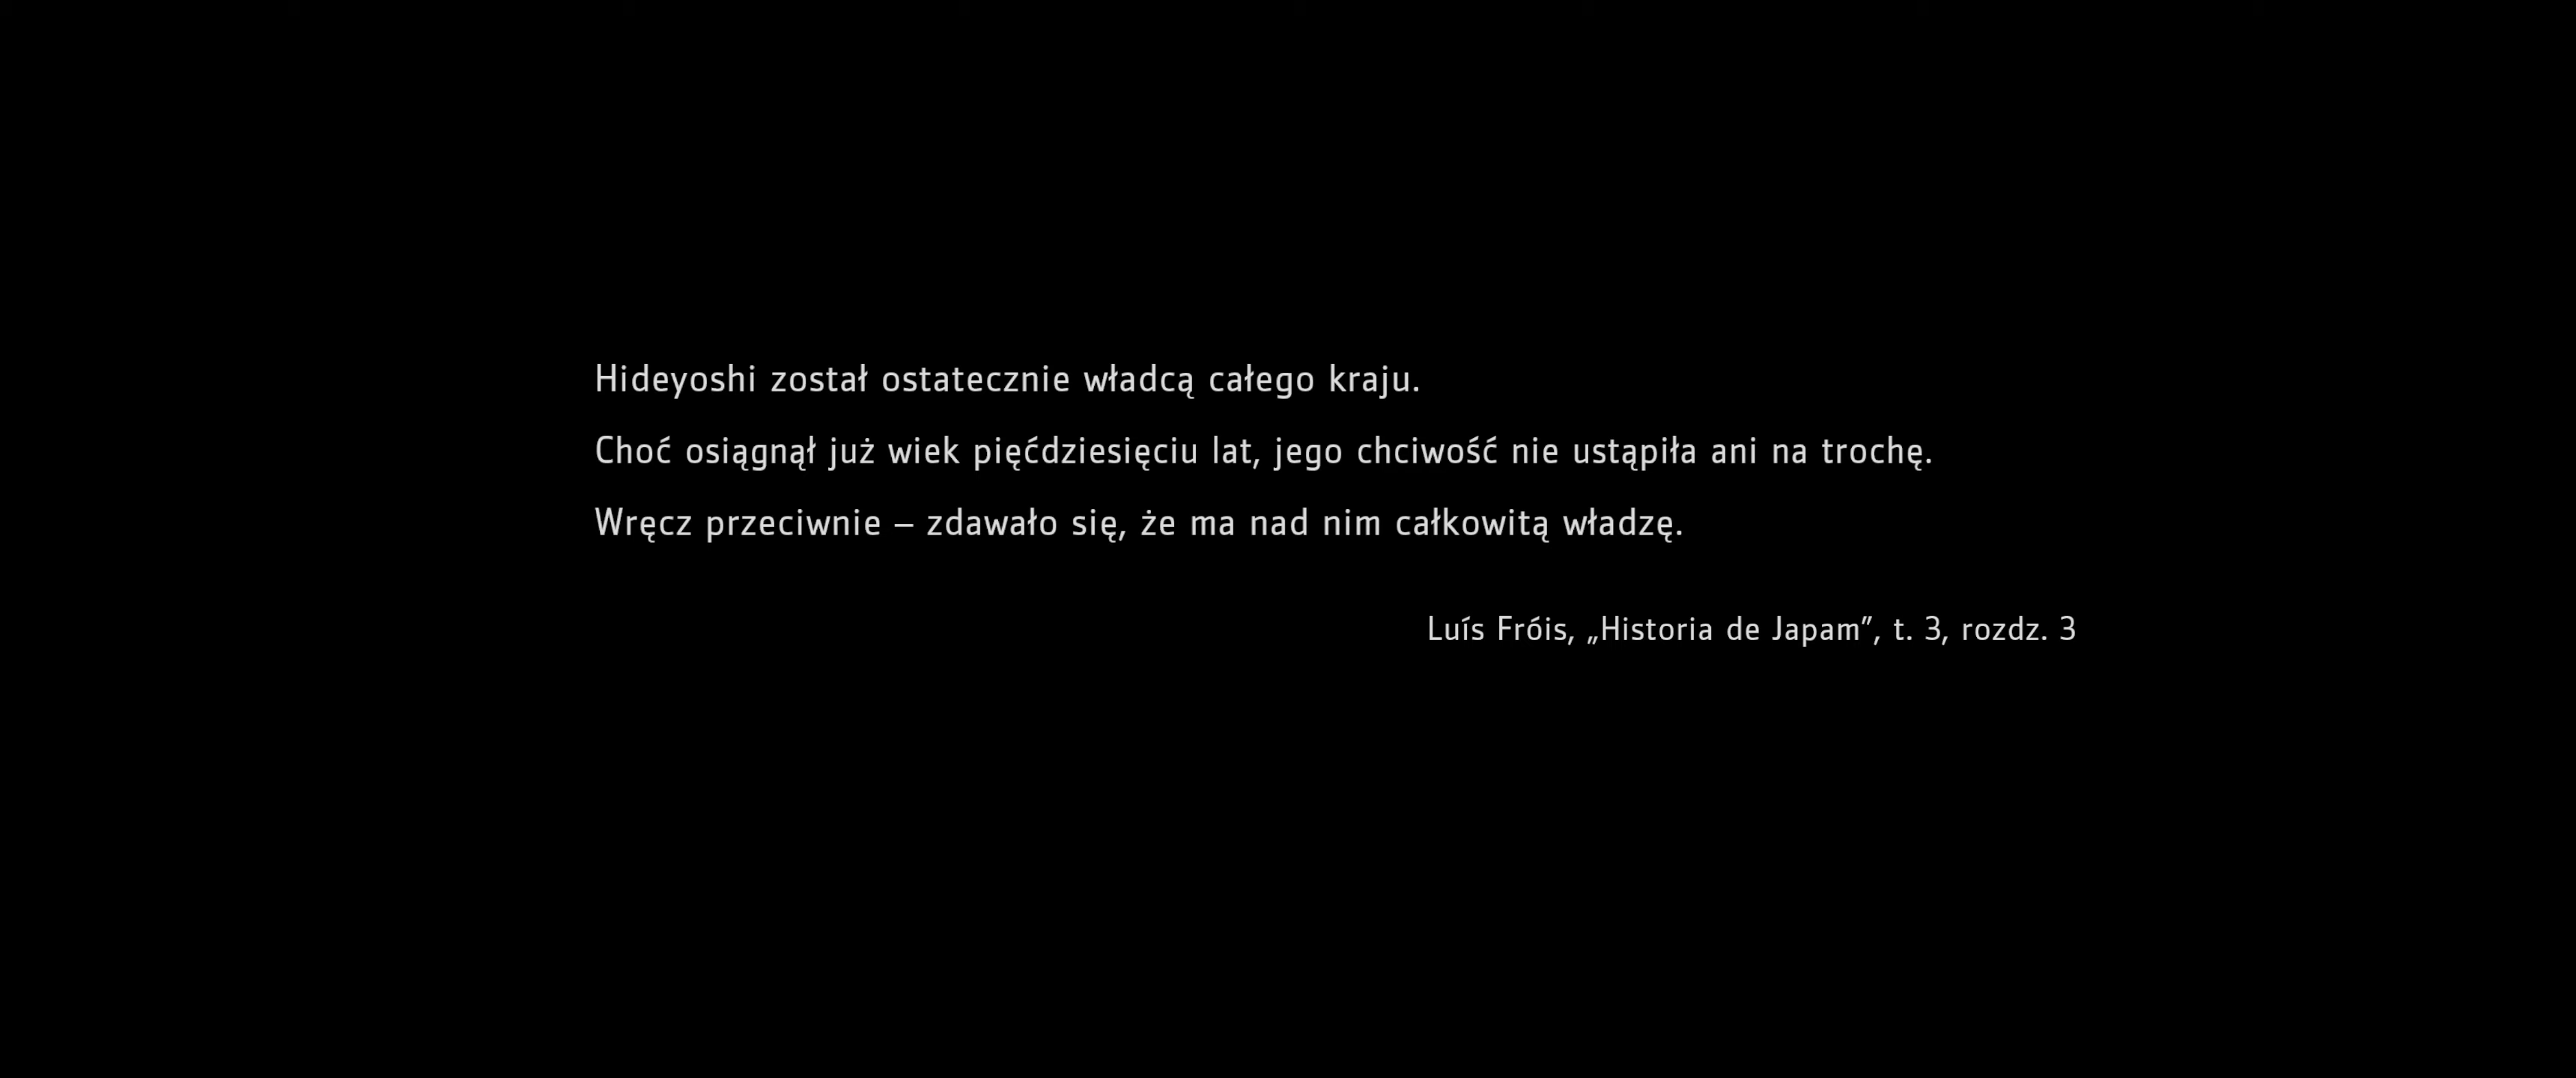 Hideyoshi został ostatecznie władcą całego kraju.
Choć osiągnął już wiek pięćdziesięciu lat, jego chciwość nie ustąpiła ani na trochę.
Wręcz przeciwnie – zdawało się, że ma nad nim całkowitą władzę.
Luís Fróis, „Historia de Japam”, t. 3, rozdz. 3